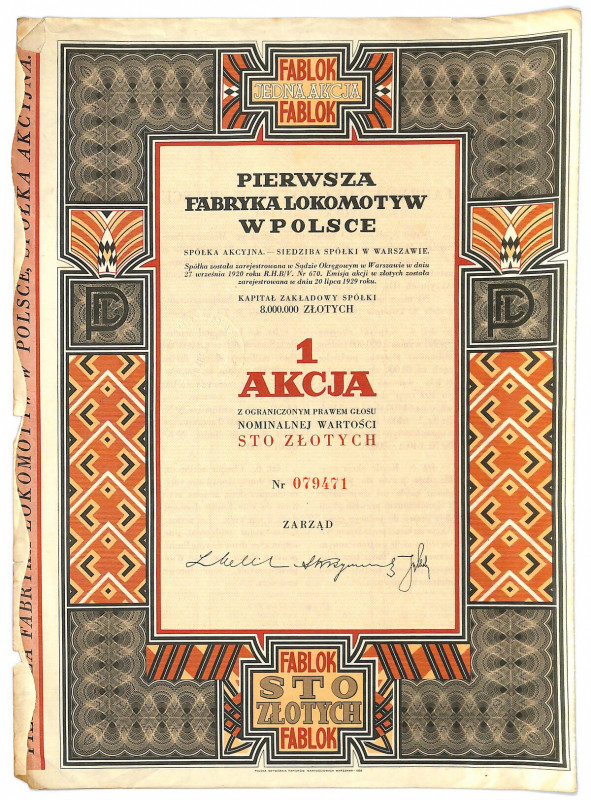 FABLOK
JEDNA AKCJA
FABLOK
PIERWSZA
FABRYKA LOKOMOTYW
W POLSCE
SPÓŁKA AKCYJNA. — SIEDZIBA SPÓŁKI W WARSZAWIE.
Spółka została zarejestrowana w Sądzie Okręgowym w Warszawie w dniu
27 września 1920 roku R.H.B/V. Nr 670. Emisja akcji w złotych została
zarejestrowana w dniu 20 lipca 1929 roku.
KAPITAŁ ZAKŁADOWY SPÓŁKI
8.000.000 ZŁOTYCH
1
AKCJA
Z OGRANICZONYM PRAWEM GŁOSU
NOMINALNEJ WARTOŚCI
STO ZŁOTYCH
Nr 079471
ZARZĄD
FABLOK
STO
ZŁOTYCH
FABLOK
FABRYKA LOKOMOTYW W POLSCE, SPÓŁKA AKCYJNA.